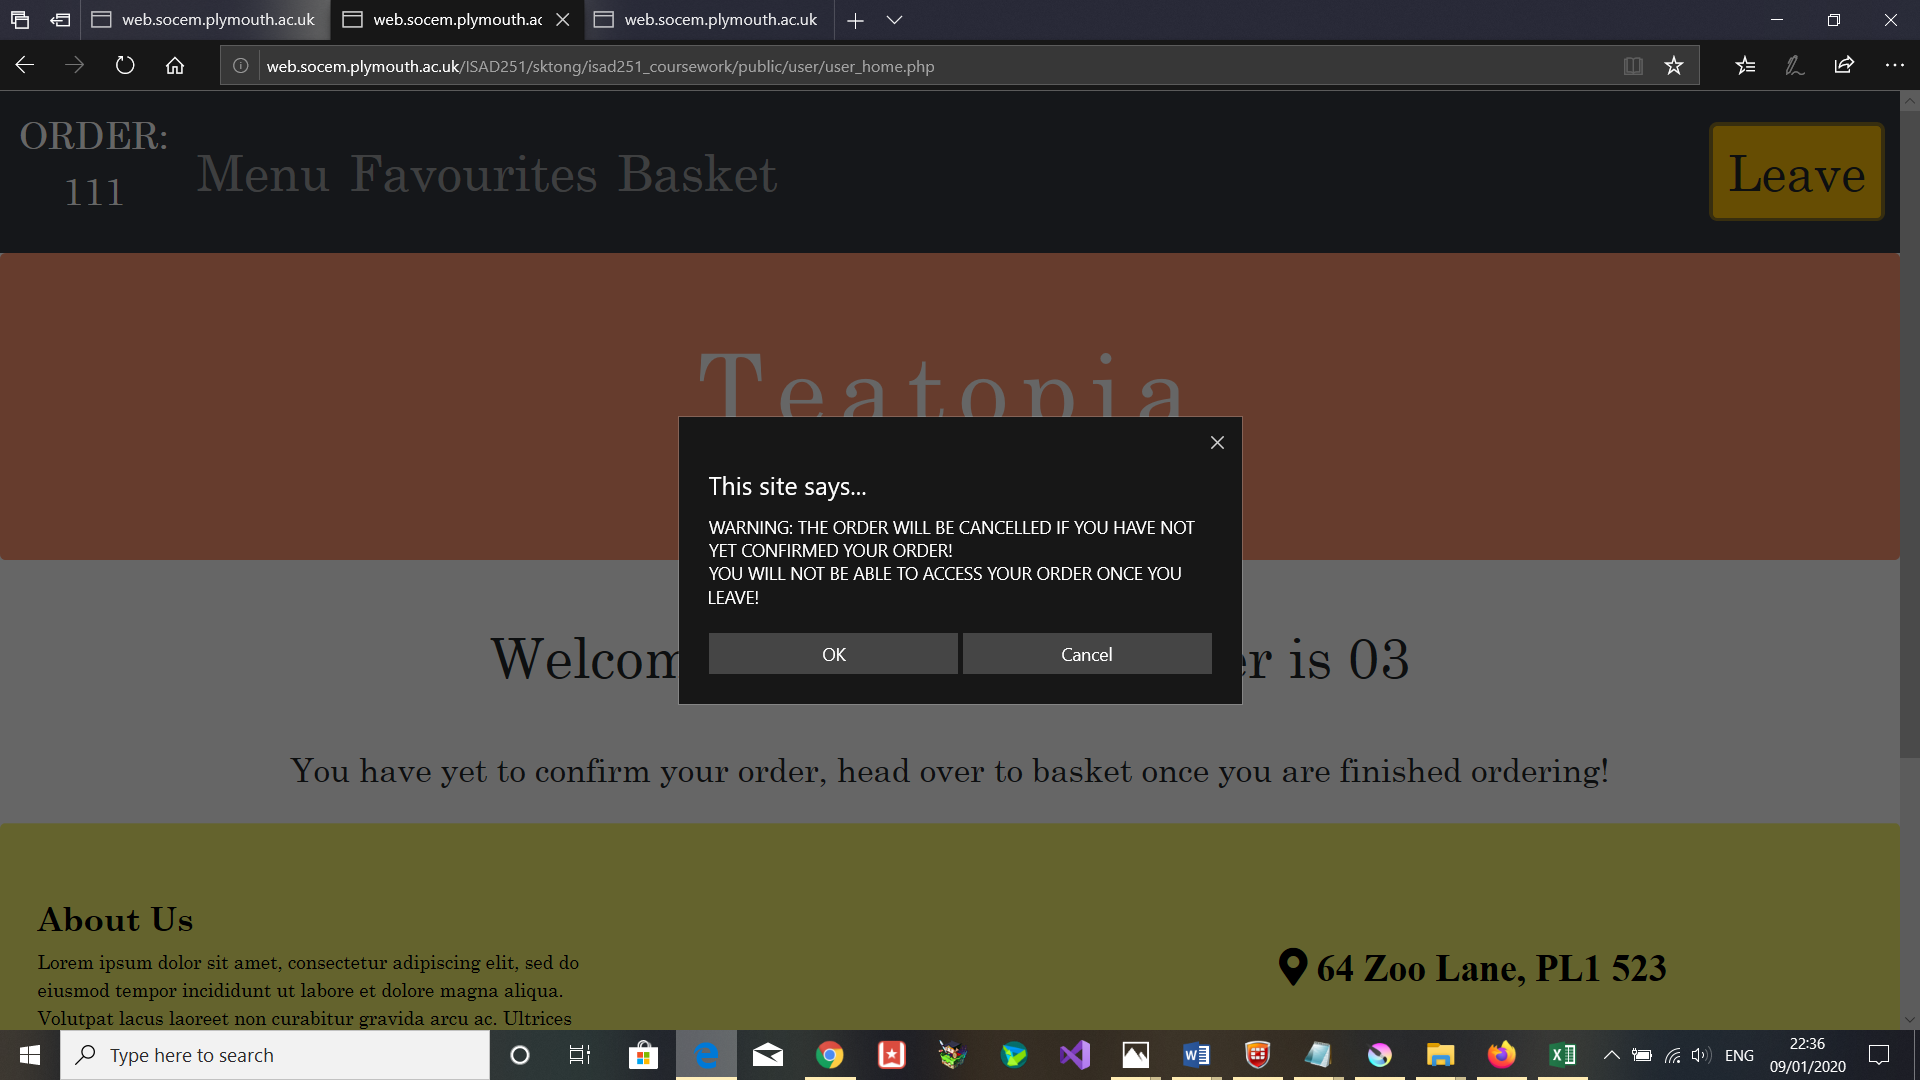 web.socem.plymouth.ac.uk
web.socem.plymouth.ac
web.socem.plymouth.ac.uk
web.socem.plymouth.ac.uk/ISAD251/sktong/isad251_coursework/public/user/user_home.php
ORDER:
111
Menu Favourites Basket
Leave
Teatopia
This site says...
WARNING: THE ORDER WILL BE CANCELLED IF YOU HAVE NOT
YET CONFIRMED YOUR ORDER!
YOU WILL NOT BE ABLE TO ACCESS YOUR ORDER ONCE YOU
LEAVE!
OK Cancel
is 03
You have yet to confirm your order, head over to basket once you are finished ordering!
About Us
Lorem ipsum dolor sit amet, consectetur adipiscing elit, sed do
eiusmod tempor incididunt ut labore et dolore magna aliqua.
Volutpat lacus laoreet non curabitur gravida arcu ac. Ultrices
64 Zoo Lane, PL1 523
Type here to search
ENG
22:36
09/01/2020